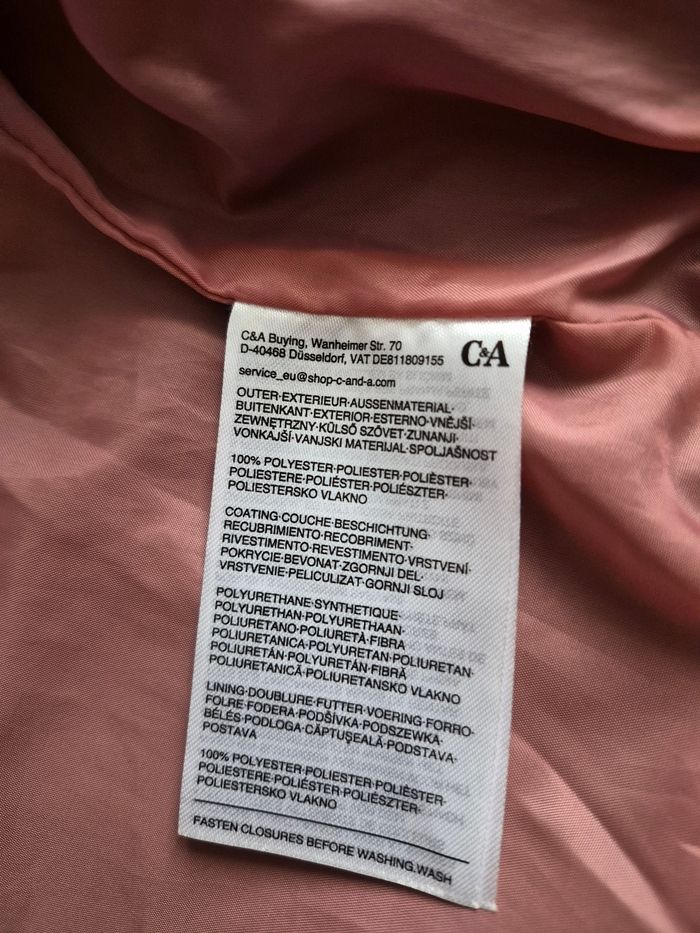 C&A Buying, Wanheimer Str. 70
D-40468 Düsseldorf, VAT DE811809155
C&A
service_eu@shop-c-and-a.com
OUTER·EXTERIEUR·AUSSENMATERIAL·
BUITENKANT·EXTERIOR·ESTERNO·VNĚJŠÍ·
ZEWNĘTRZNY·KÜLSŐ SZÖVET·ZUNANJI·
VONKAJŠÍ·VANJSKI MATERIJAL·SPOLJAŠNOST
100% POLYESTER·POLIESTER·POLIÈSTER·
POLIESTERE·POLIÉSTER·POLIÉSZTER·
POLIESTERSKO VLAKNO
COATING·COUCHE·BESCHICHTUNG·
RECUBRIMIENTO·RECOBRIMENT·
RIVESTIMENTO·REVESTIMENTO·VRSTVENÍ·
POKRYCIE·BEVONAT·ZGORNJI DEL·
VRSTVENIE·PELICULIZAT·GORNJI SLOJ
POLYURETHANE·SYNTHETIQUE·
POLYURETHAN·POLYURETHAAN·
POLIURETANO·POLIURETÀ·FIBRA
POLIURETANICA·POLYURETAN·POLIURETAN·
POLIURETÁN·POLYURETÁN·FIBRĂ
POLIURETANICĂ·POLIURETANSKO VLAKNO
LINING·DOUBLURE·FUTTER·VOERING·FORRO·
FOLRE·FODERA·PODŠÍVKA·PODSZEWKA·
BÉLÉS·PODLOGA·CĂPTUŞEALĂ·PODSTAVA·
POSTAVA
100% POLYESTER·POLIESTER·POLIÈSTER·
POLIESTERE·POLIÉSTER·POLIÉSZTER·
POLIESTERSKO VLAKNO
FASTEN CLOSURES BEFORE WASHING.WASH